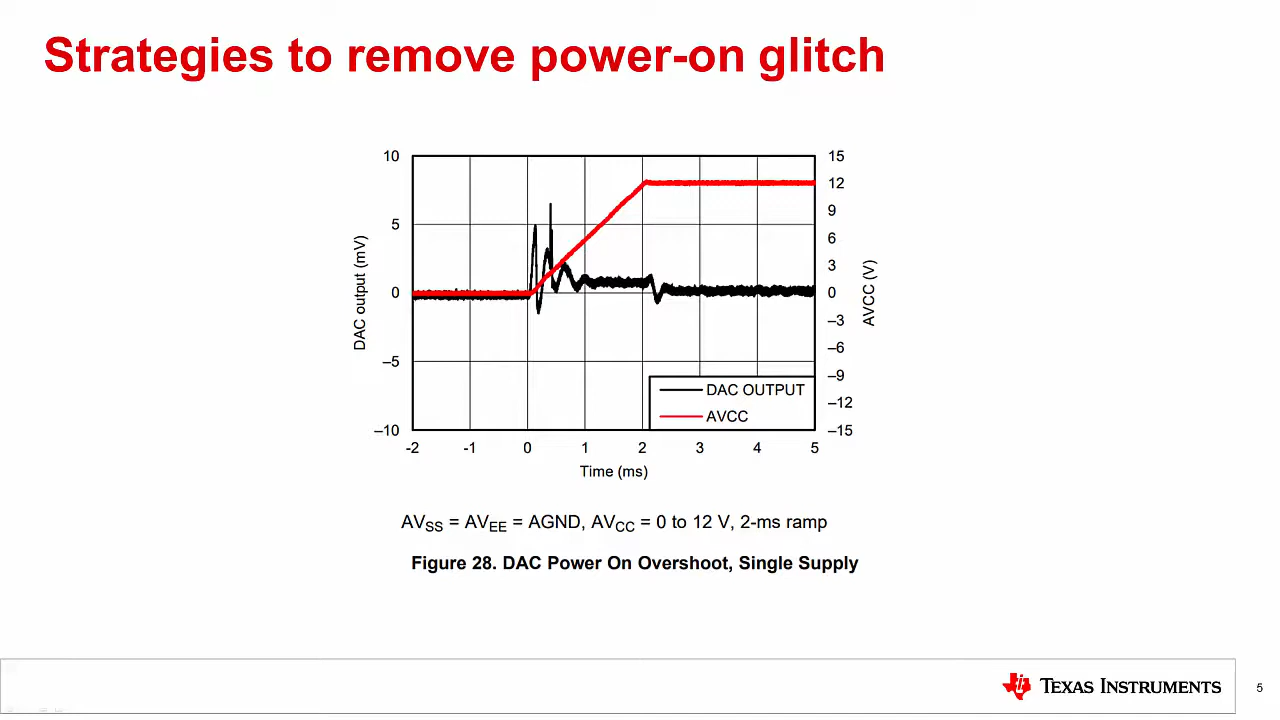 Strategies to remove power-on glitch
10
5
0
–5
–10
DAC output (mV)
15
12
9
6
3
0
–3
–6
–9
–12
–15
AVCC (V)
DAC OUTPUT
AVCC
-2 -1 0 1 2 3 4 5
Time (ms)
AVSS = AVEE = AGND, AVCC = 0 to 12 V, 2-ms ramp
Figure 28. DAC Power On Overshoot, Single Supply
TEXAS INSTRUMENTS
5